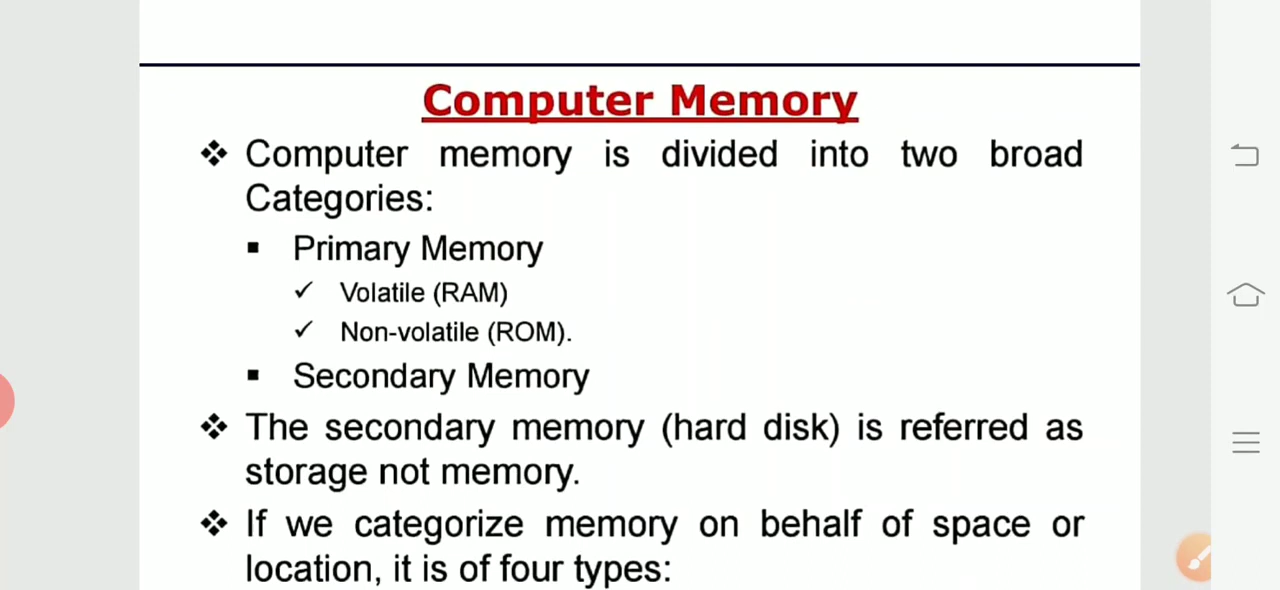 Computer Memory
❖ Computer memory is divided into two broad
Categories:
▪ Primary Memory
✓ Volatile (RAM)
✓ Non-volatile (ROM).
▪ Secondary Memory
❖ The secondary memory (hard disk) is referred as
storage not memory.
❖ If we categorize memory on behalf of space or
location, it is of four types: